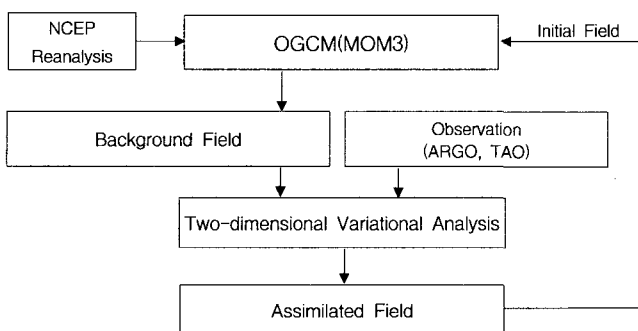 NCEP
Reanalysis
OGCM(MOM3)
Initial Field
Background Field
Observation
(ARGO, TAO)
Two-dimensional Variational Analysis
Assimilated Field